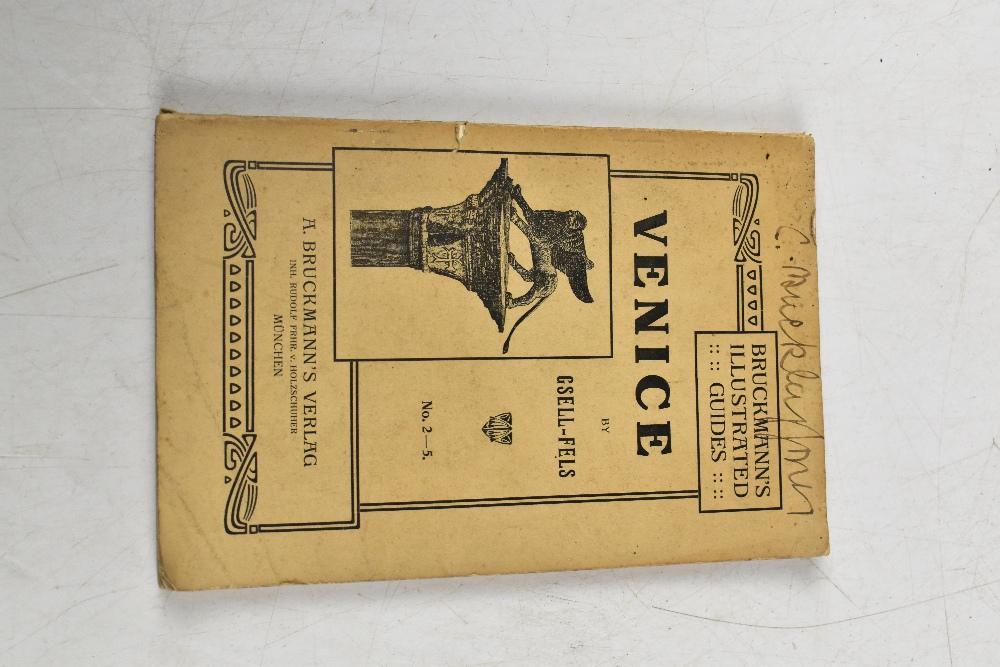 BRUCKMANN'S
ILLUSTRATED
:: :: GUIDES :: ::
VENICE
BY
GSELL-FELS
No. 2—5.
A. BRUCKMANN'S VERLAG
INH. RUDOLF FRHR. v. HOLZSCHUHER
MÜNCHEN